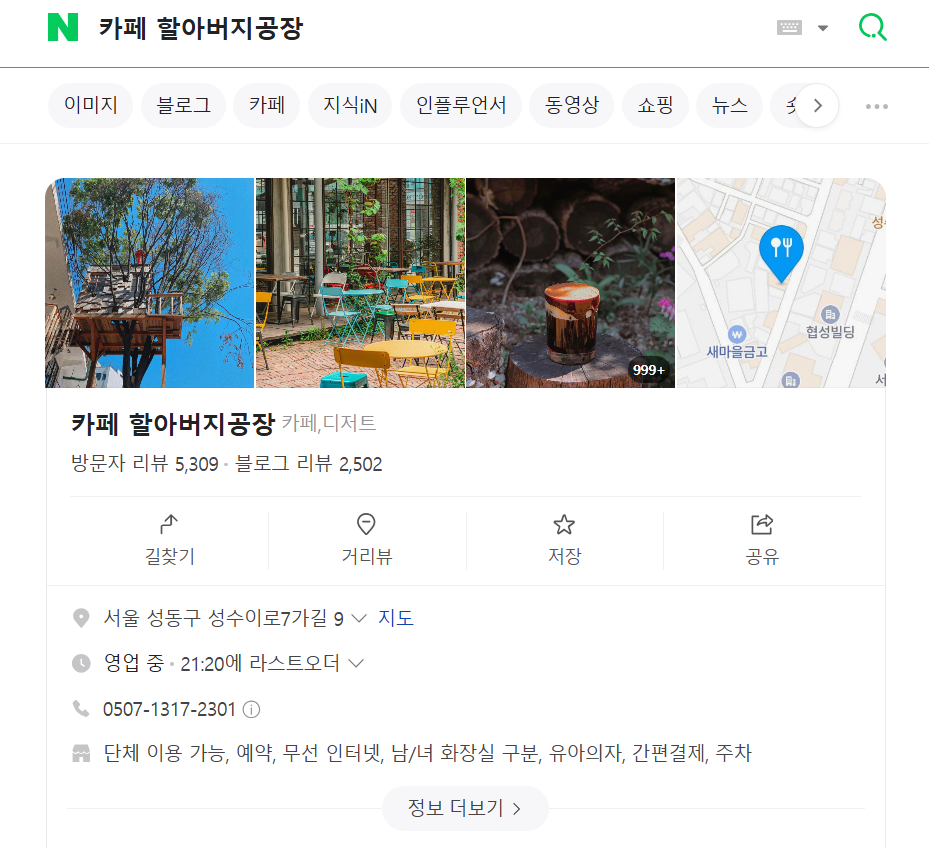 N 카페 할아버지공장
이미지 블로그 카페 지식iN 인플루언서 동영상 쇼핑 뉴스
999+
협성빌딩
새마을금고
카페 할아버지공장 카페,디저트
방문자 리뷰 5,309 · 블로그 리뷰 2,502
길찾기 거리뷰 저장 공유
서울 성동구 성수이로7가길 9 지도
영업 중 · 21:20에 라스트오더
0507-1317-2301
단체 이용 가능, 예약, 무선 인터넷, 남/녀 화장실 구분, 유아의자, 간편결제, 주차
정보 더보기